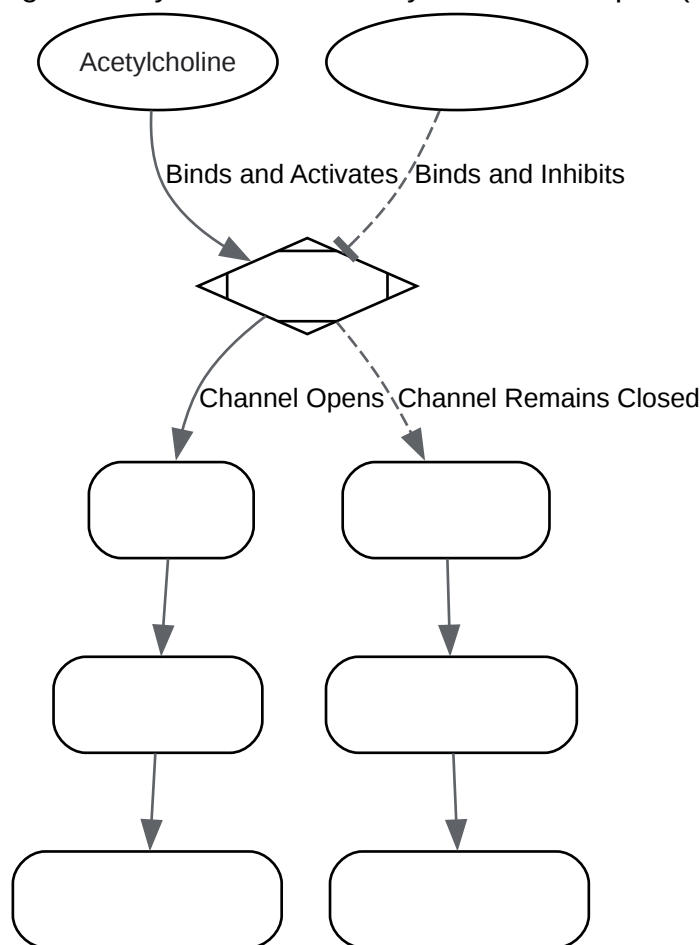 Acetylcholine
Binds and Activates
Binds and Inhibits
Channel Opens
Channel Remains Closed